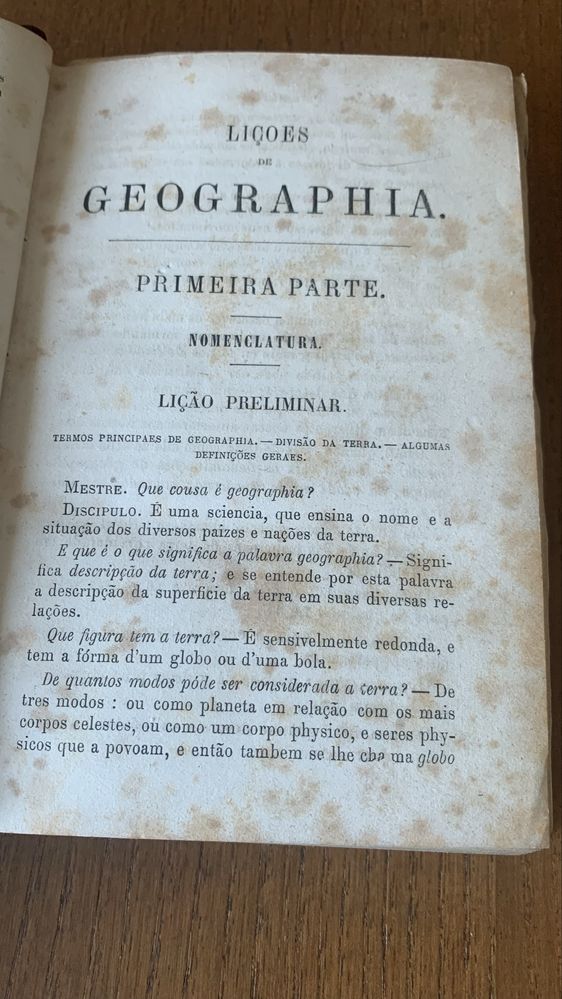 LIÇOES
DE
GEOGRAPHIA.
PRIMEIRA PARTE.
NOMENCLATURA.
LIÇÃO PRELIMINAR.
TERMOS PRINCIPAES DE GEOGRAPHIA. — DIVISÃO DA TERRA. — ALGUMAS
DEFINIÇÕES GERAES.
MESTRE. Que cousa é geographia?
DISCIPULO. É uma sciencia, que ensina o nome e a
situação dos diversos paizes e nações da terra.
E que é o que significa a palavra geographia? — Signi-
fica descripção da terra; e se entende por esta palavra
a descripção da superficie da terra em suas diversas re-
lações.
Que figura tem a terra? — É sensivelmente redonda, e
tem a fórma d'um globo ou d'uma bola.
De quantos modos póde ser considerada a terra? — De
tres modos : ou como planeta em relação com os mais
corpos celestes, ou como um corpo physico, e seres phy-
sicos que a povoam, e então tambem se lhe chama globo